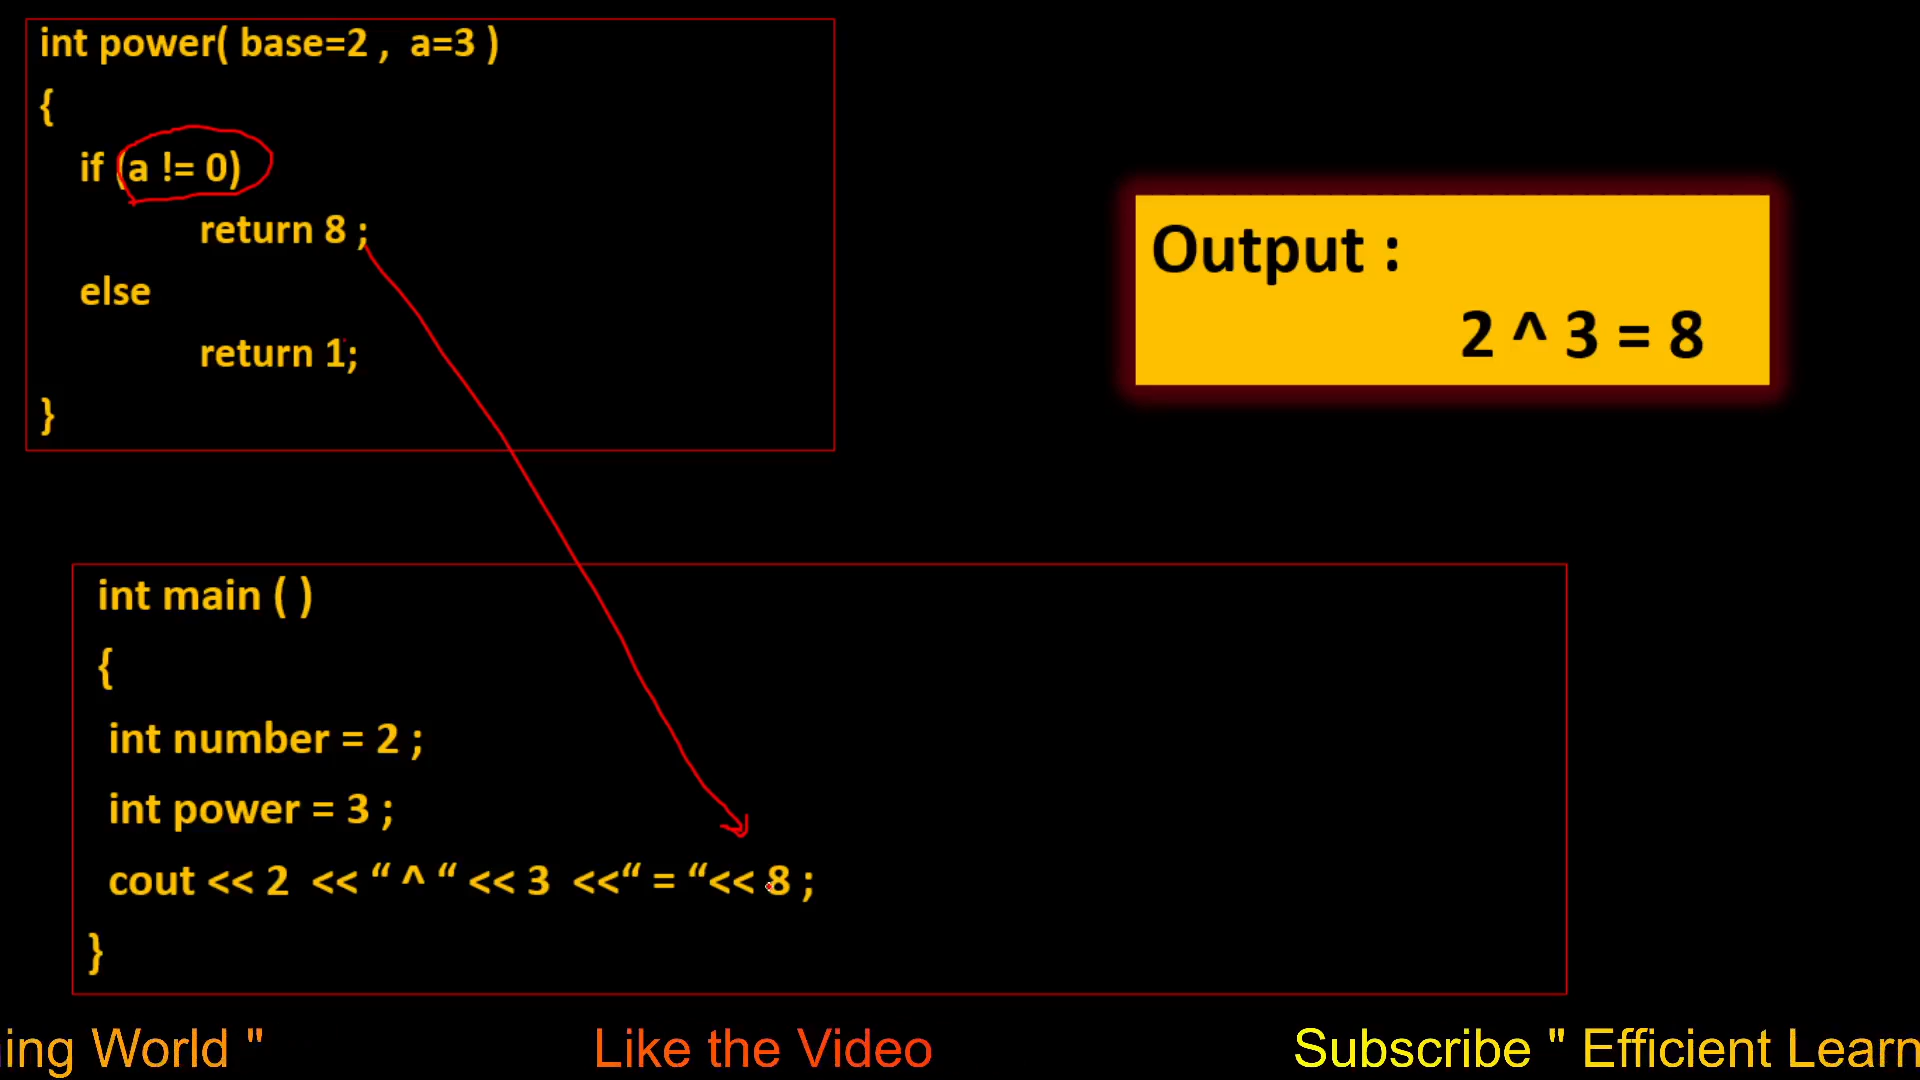 int power( base=2 ,  a=3 )
{
if (a != 0)
return 8 ;
else
return 1;
}
Output :
2 ^ 3 = 8
int main ( )
{
int number = 2 ;
int power = 3 ;
cout << 2  << “ ^ “ << 3  <<“ = “<< 8 ;
}
ing World "
Like the Video
Subscribe " Efficient Learn